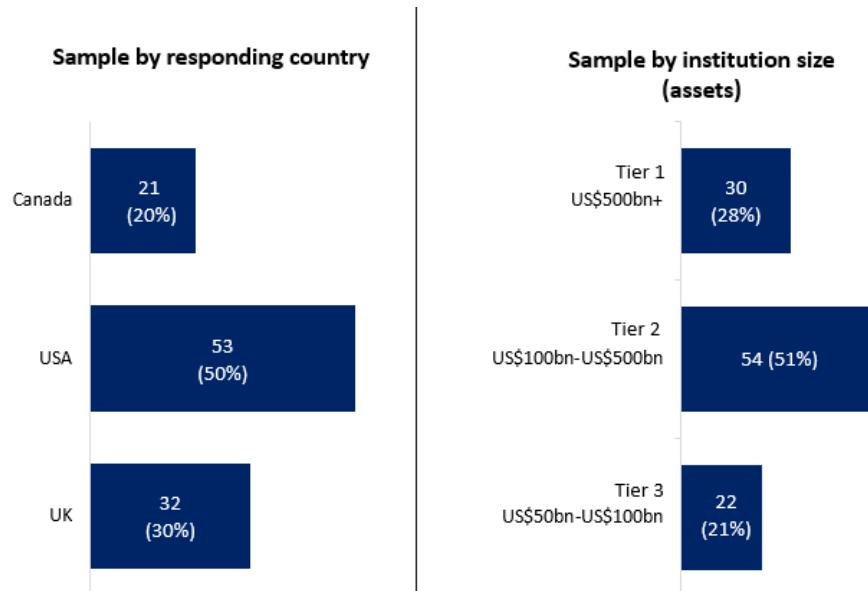 Sample by responding country
Canada
21
(20%)
USA
53
(50%)
UK
32
(30%)
Sample by institution size
(assets)
Tier 1
US$500bn+
30
(28%)
Tier 2
US$100bn-US$500bn
54 (51%)
Tier 3
US$50bn-US$100bn
22
(21%)